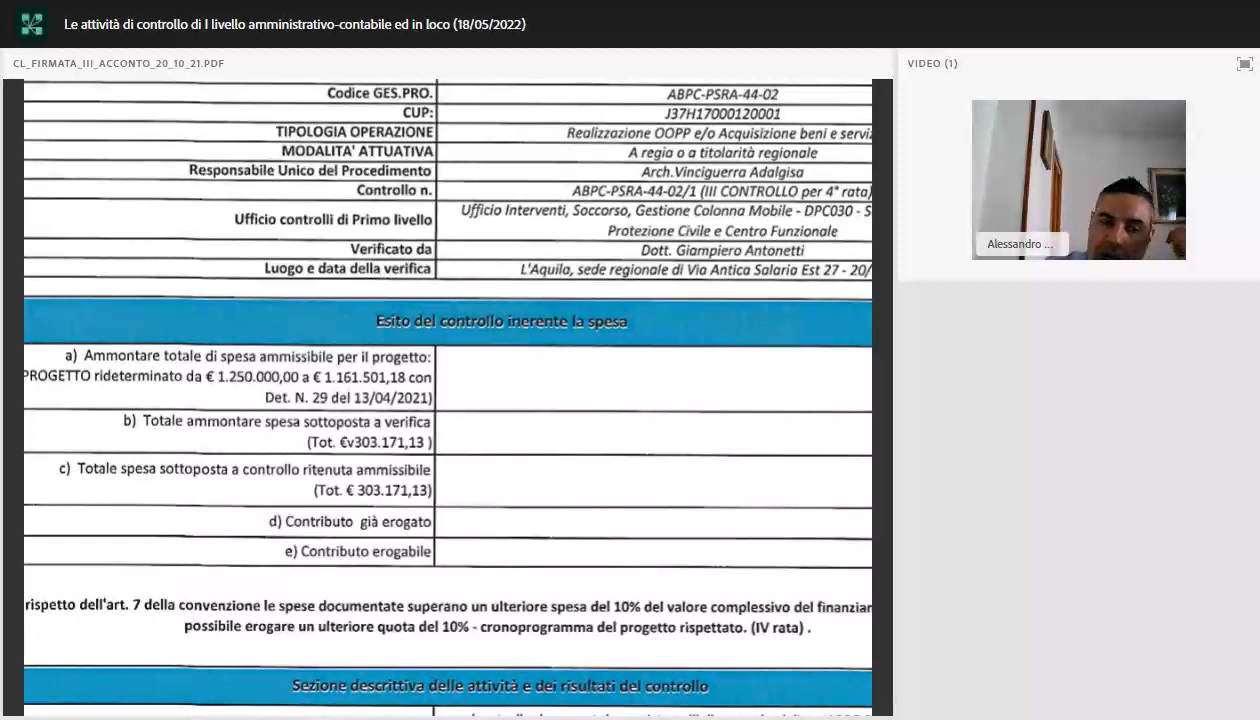 Le attività di controllo di I livello amministrativo-contabile ed in loco (18/05/2022)
CL_FIRMATA_III_ACCONTO_20_10_21.PDF
VIDEO (1)
Codice GES.PRO.
ABPC-PSRA-44-02
CUP:
J37H17000120001
TIPOLOGIA OPERAZIONE
Realizzazione OOPP e/o Acquisizione beni e serviz
MODALITA' ATTUATIVA
A regia o a titolarità regionale
Responsabile Unico del Procedimento
Arch.Vinciguerra Adalgisa
Controllo n.
ABPC-PSRA-44-02/1 (III CONTROLLO per 4° rata)
Ufficio controlli di Primo livello
Ufficio Interventi, Soccorso, Gestione Colonna Mobile - DPC030 - S
Protezione Civile e Centro Funzionale
Verificato da
Dott. Giampiero Antonetti
Luogo e data della verifica
L'Aquila, sede regionale di Via Antica Salaria Est 27 - 20/
Esito del controllo inerente la spesa
a) Ammontare totale di spesa ammissibile per il progetto:
PROGETTO rideterminato da € 1.250.000,00 a € 1.161.501,18 con
Det. N. 29 del 13/04/2021)
b) Totale ammontare spesa sottoposta a verifica
(Tot. €v303.171,13 )
c) Totale spesa sottoposta a controllo ritenuta ammissibile
(Tot. € 303.171,13)
d) Contributo già erogato
e) Contributo erogabile
rispetto dell'art. 7 della convenzione le spese documentate superano un ulteriore spesa del 10% del valore complessivo del finanziar
possibile erogare un ulteriore quota del 10% - cronoprogramma del progetto rispettato. (IV rata) .
Sezione descrittiva delle attività e dei risultati del controllo
Alessandro ...